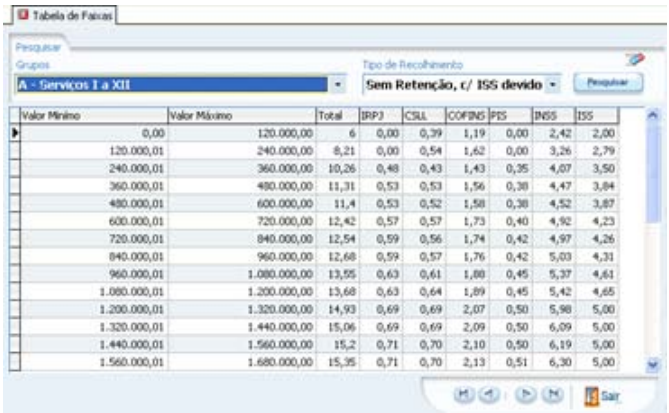 Tabela de Faixas
Pesquisar
Grupos Tipo de Recolhimento
A - Serviços I a XII Sem Retenção, c/ ISS devido Pesquisar
Valor Mínimo Valor Máximo Total IRPJ CSLL COFINS PIS INSS ISS
0,00 120.000,00 6 0,00 0,39 1,19 0,00 2,42 2,00
120.000,01 240.000,00 8,21 0,00 0,54 1,62 0,00 3,26 2,79
240.000,01 360.000,00 10,26 0,48 0,43 1,43 0,35 4,07 3,50
360.000,01 480.000,00 11,31 0,53 0,53 1,56 0,38 4,47 3,84
480.000,01 600.000,00 11,4 0,53 0,52 1,58 0,38 4,52 3,87
600.000,01 720.000,00 12,42 0,57 0,57 1,73 0,40 4,92 4,23
720.000,01 840.000,00 12,54 0,59 0,56 1,74 0,42 4,97 4,26
840.000,01 960.000,00 12,68 0,59 0,57 1,76 0,42 5,03 4,31
960.000,01 1.080.000,00 13,55 0,63 0,61 1,88 0,45 5,37 4,61
1.080.000,01 1.200.000,00 13,68 0,63 0,64 1,89 0,45 5,42 4,65
1.200.000,01 1.320.000,00 14,93 0,69 0,69 2,07 0,50 5,98 5,00
1.320.000,01 1.440.000,00 15,06 0,69 0,69 2,09 0,50 6,09 5,00
1.440.000,01 1.560.000,00 15,2 0,71 0,70 2,10 0,50 6,19 5,00
1.560.000,01 1.680.000,00 15,35 0,71 0,70 2,13 0,51 6,30 5,00
Sair